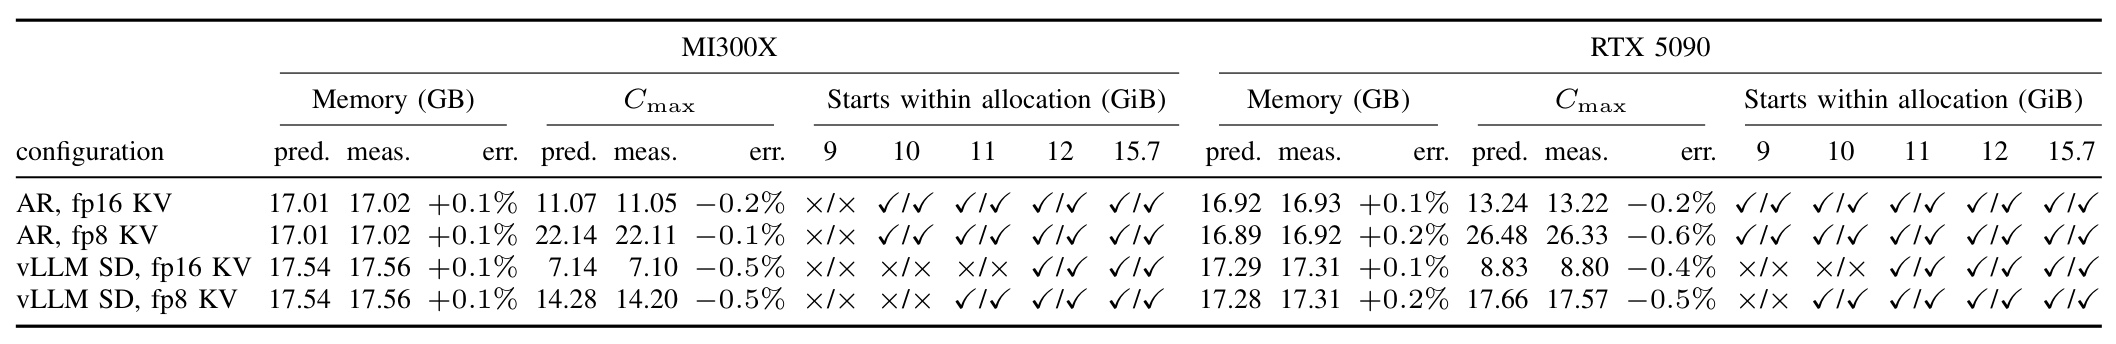 MI300X RTX 5090
Memory (GB) C_max Starts within allocation (GiB) Memory (GB) C_max Starts within allocation (GiB)
configuration pred. meas. err. pred. meas. err. 9 10 11 12 15.7 pred. meas. err. pred. meas. err. 9 10 11 12 15.7
AR, fp16 KV 17.01 17.02 +0.1% 11.07 11.05 −0.2% ×/× ✓/✓ ✓/✓ ✓/✓ ✓/✓ 16.92 16.93 +0.1% 13.24 13.22 −0.2% ✓/✓ ✓/✓ ✓/✓ ✓/✓ ✓/✓
AR, fp8 KV 17.01 17.02 +0.1% 22.14 22.11 −0.1% ×/× ✓/✓ ✓/✓ ✓/✓ ✓/✓ 16.89 16.92 +0.2% 26.48 26.33 −0.6% ✓/✓ ✓/✓ ✓/✓ ✓/✓ ✓/✓
vLLM SD, fp16 KV 17.54 17.56 +0.1% 7.14 7.10 −0.5% ×/× ×/× ×/× ✓/✓ ✓/✓ 17.29 17.31 +0.1% 8.83 8.80 −0.4% ×/× ×/× ✓/✓ ✓/✓ ✓/✓
vLLM SD, fp8 KV 17.54 17.56 +0.1% 14.28 14.20 −0.5% ×/× ×/× ✓/✓ ✓/✓ ✓/✓ 17.28 17.31 +0.2% 17.66 17.57 −0.5% ×/× ✓/✓ ✓/✓ ✓/✓ ✓/✓